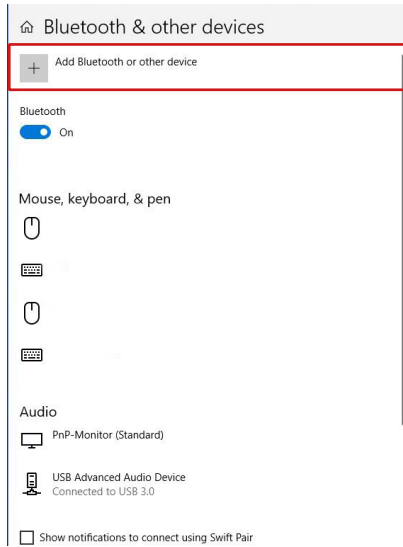 Bluetooth & other devices
Add Bluetooth or other device
Bluetooth
On
Mouse, keyboard, & pen
Audio
PnP-Monitor (Standard)
USB Advanced Audio Device
Connected to USB 3.0
Show notifications to connect using Swift Pair